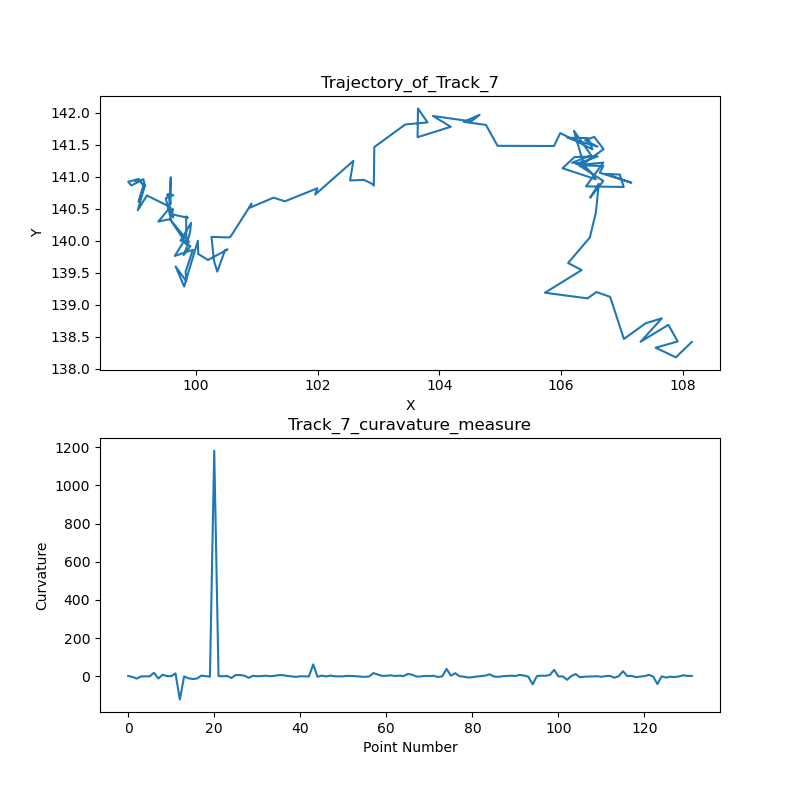 Trajectory_of_Track_7
142.0
141.5
141.0
140.5
140.0
139.5
139.0
138.5
138.0
Y
100 102 104 106 108
X
Track_7_curavature_measure
1200
1000
800
600
400
200
0
Curvature
0 20 40 60 80 100 120
Point Number